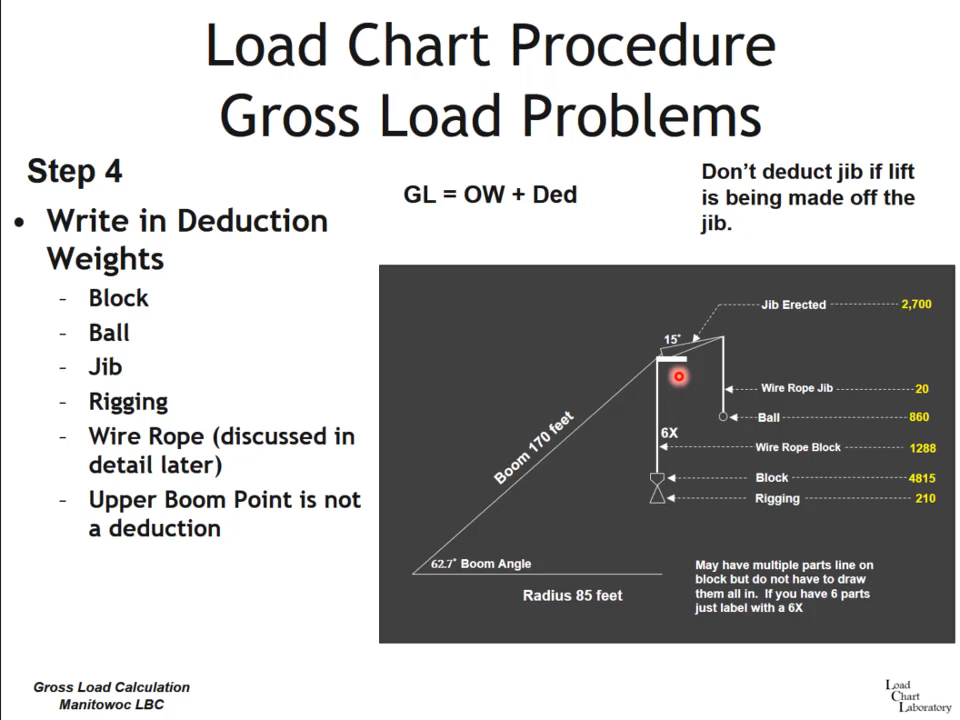 Load Chart Procedure
Gross Load Problems
Step 4
• Write in Deduction
Weights
- Block
- Ball
- Jib
- Rigging
- Wire Rope (discussed in
detail later)
- Upper Boom Point is not
a deduction
GL = OW + Ded
Don't deduct jib if lift
is being made off the
jib.
Jib Erected 2,700
15°
Wire Rope Jib 20
Ball 860
6X
Wire Rope Block 1288
Block 4815
Rigging 210
Boom 170 feet
62.7° Boom Angle
Radius 85 feet
May have multiple parts line on
block but do not have to draw
them all in. If you have 6 parts
just label with a 6X
Gross Load Calculation
Manitowoc LBC
Load
Chart
Laboratory